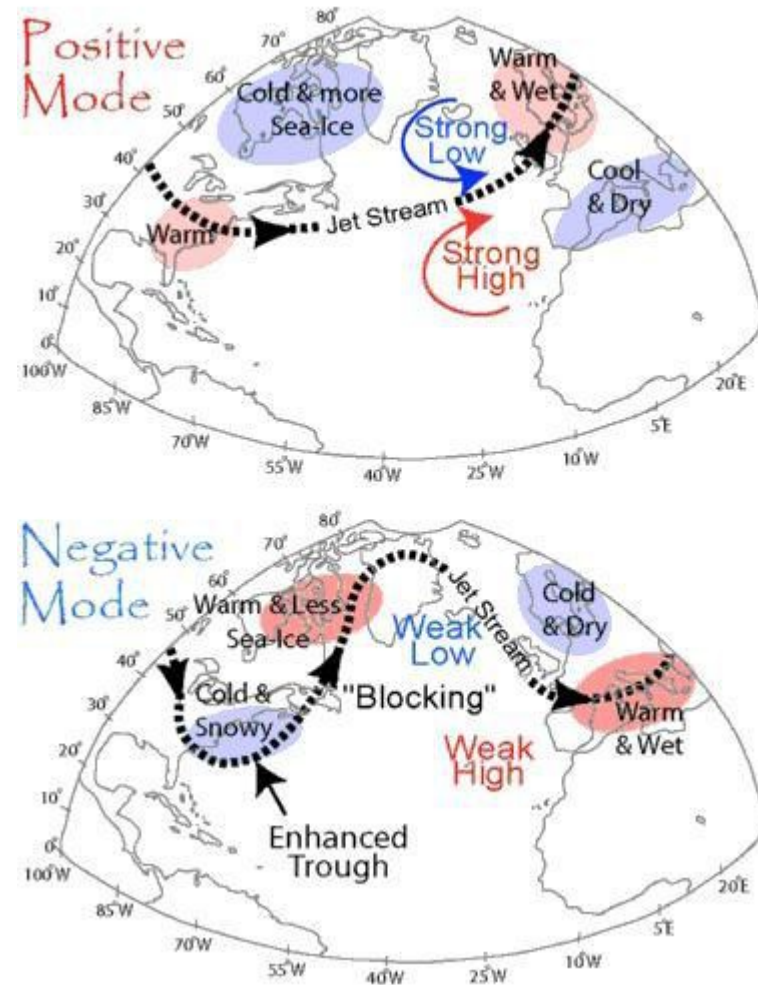 Positive
Mode
80°
70°
60°
50°
40°
30°
20°
10°
0°
100°W
85°W
70°W
55°W
40°W
25°W
10°W
5°E
20°E
Cold & more
Sea-Ice
Warm
& Wet
Strong
Low
Cool
& Dry
Jet Stream
Warm
Strong
High
Negative
Mode
80°
70°
60°
50°
40°
30°
20°
10°
0°
100°W
85°W
70°W
55°W
40°W
25°W
10°W
5°E
20°E
Warm & Less
Sea-Ice
Jet Stream
Cold
& Dry
Weak
Low
Cold &
Snowy
"Blocking"
Weak
High
Warm
& Wet
Enhanced
Trough